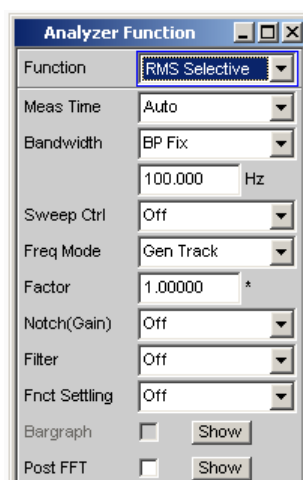 Analyzer Function
Function RMS Selective
Meas Time Auto
Bandwidth BP Fix
100.000 Hz
Sweep Ctrl Off
Freq Mode Gen Track
Factor 1.00000 *
Notch(Gain) Off
Filter Off
Fnct Settling Off
Bargraph Show
Post FFT Show